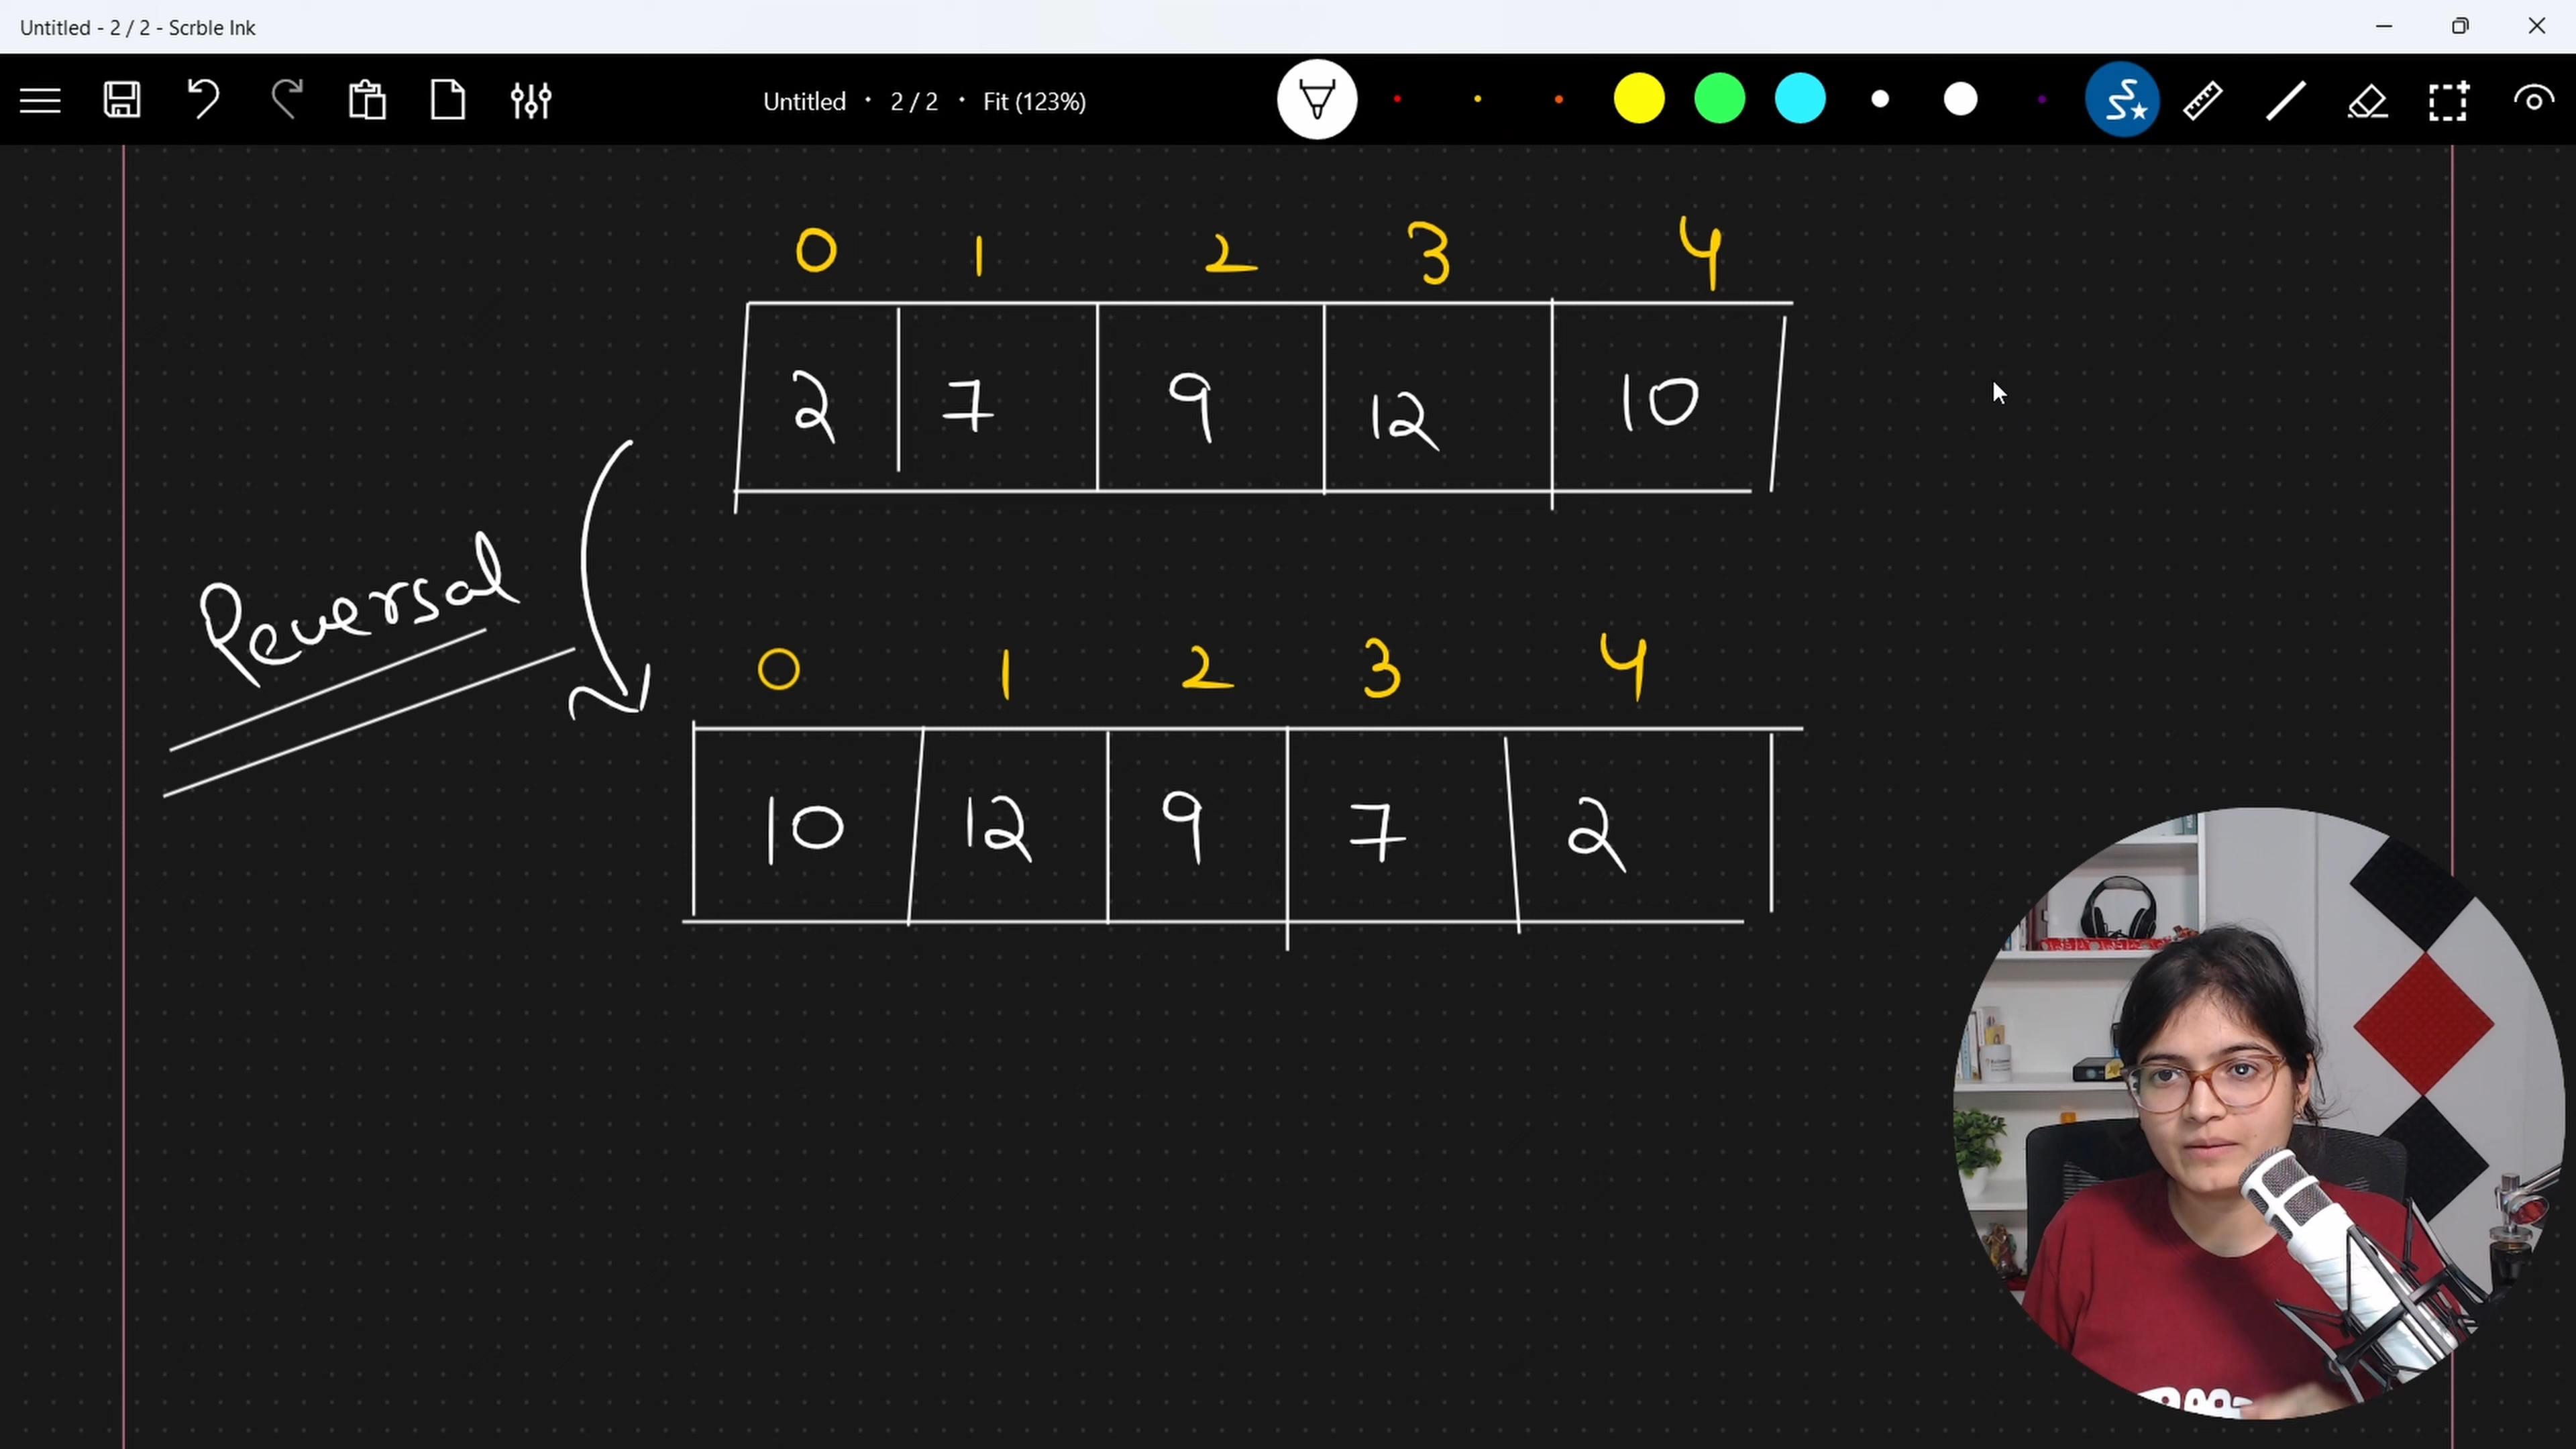 Untitled - 2 / 2 - Scrble Ink
Untitled • 2 / 2 • Fit (123%)
0 1 2 3 4
2 7 9 12 10
Reversal
0 1 2 3 4
10 12 9 7 2